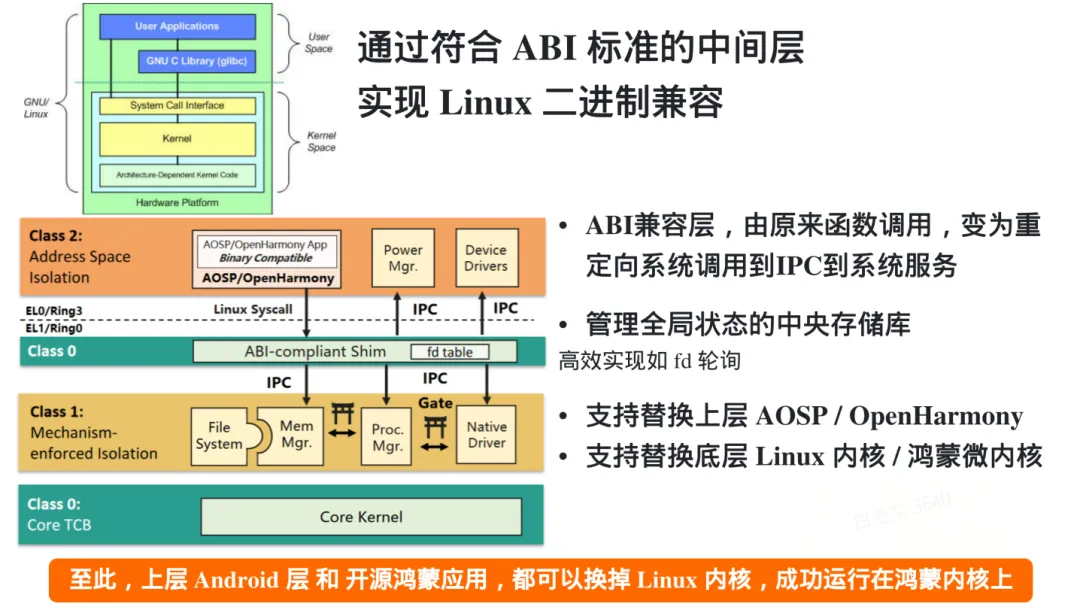 User Applications
GNU C Library (glibc)
User
Space
GNU/
Linux
System Call Interface
Kernel
Architecture-Dependent Kernel Code
Kernel
Space
Hardware Platform
通过符合 ABI 标准的中间层
实现 Linux 二进制兼容
Class 2:
Address Space
Isolation
AOSP/OpenHarmony App
Binary Compatible
AOSP/OpenHarmony
Power
Mgr.
Device
Drivers
EL0/Ring3
EL1/Ring0
Linux Syscall
IPC
IPC
Class 0
ABI-compliant Shim
fd table
IPC
IPC
Class 1:
Mechanism-
enforced Isolation
File
System
Mem
Mgr.
Proc.
Mgr.
Gate
Native
Driver
Class 0:
Core TCB
Core Kernel
• ABI兼容层，由原来函数调用，变为重
定向系统调用到IPC到系统服务
• 管理全局状态的中央存储库
高效实现如 fd 轮询
• 支持替换上层 AOSP / OpenHarmony
• 支持替换底层 Linux 内核 / 鸿蒙微内核
3640
至此，上层 Android 层 和 开源鸿蒙应用，都可以换掉 Linux 内核，成功运行在鸿蒙内核上